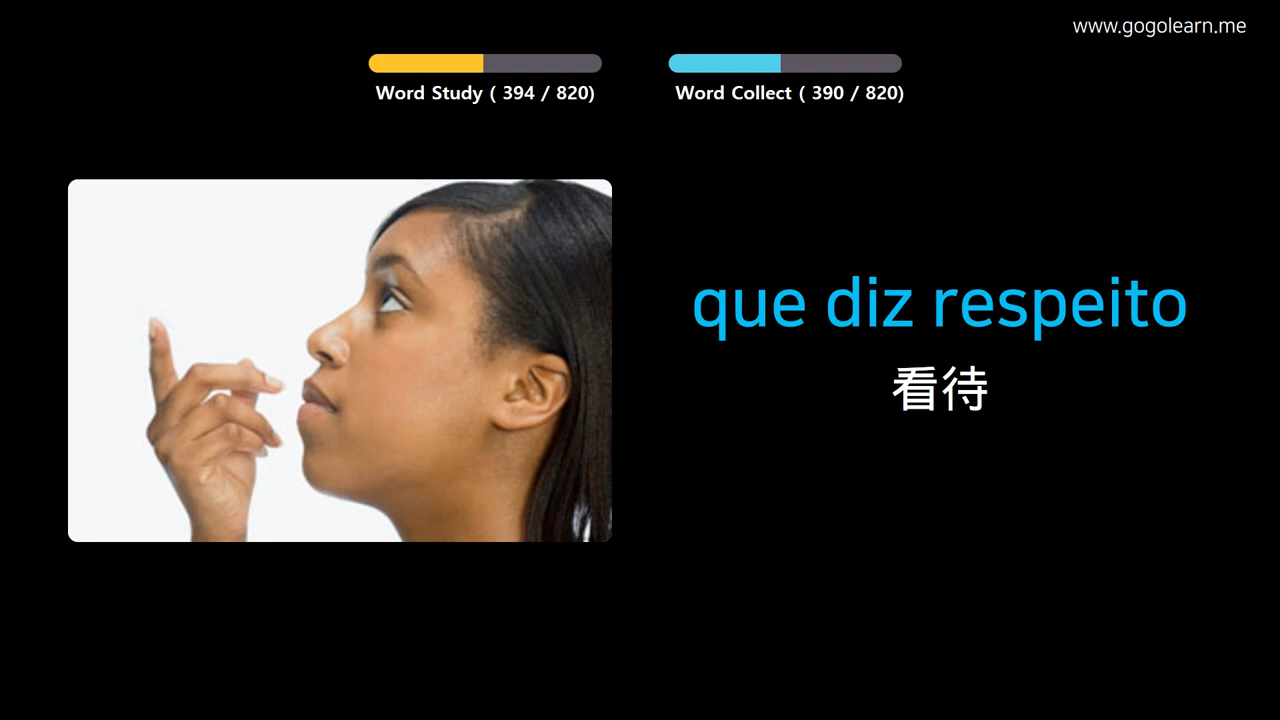 www.gogolearn.me
Word Study ( 394 / 820)
Word Collect ( 390 / 820)
que diz respeito
看待